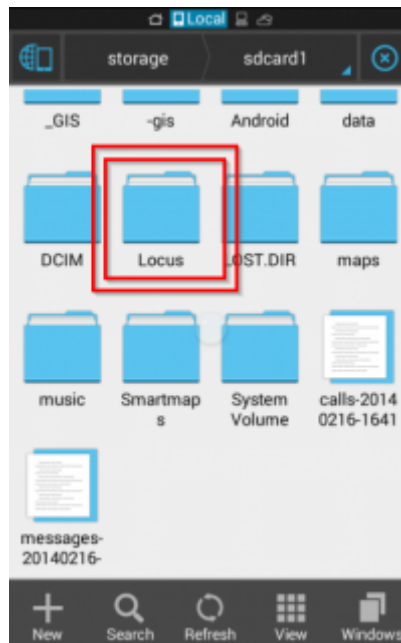 Local
storage sdcard1
_GIS -gis Android data
DCIM Locus LOST.DIR maps
music Smartmap System calls-2014
s Volume 0216-1641
messages-
20140216-
New Search Refresh View Windows